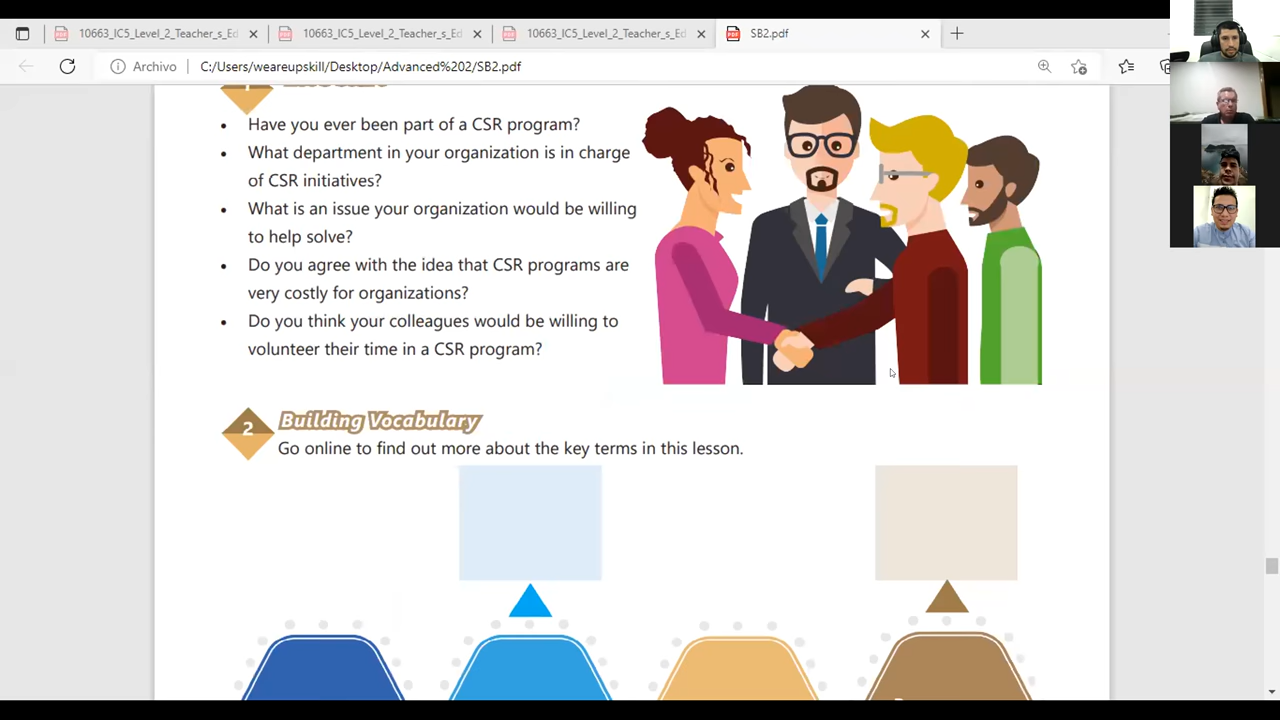 10663_IC5_Level_2_Teacher_s_Ed
10663_IC5_Level_2_Teacher_s_Ed
10663_IC5_Level_2_Teacher_s_Ed
SB2.pdf
Archivo
C:/Users/weareupskill/Desktop/Advanced%202/SB2.pdf
1
• Have you ever been part of a CSR program?
• What department in your organization is in charge
of CSR initiatives?
• What is an issue your organization would be willing
to help solve?
• Do you agree with the idea that CSR programs are
very costly for organizations?
• Do you think your colleagues would be willing to
volunteer their time in a CSR program?
2
Building Vocabulary
Go online to find out more about the key terms in this lesson.